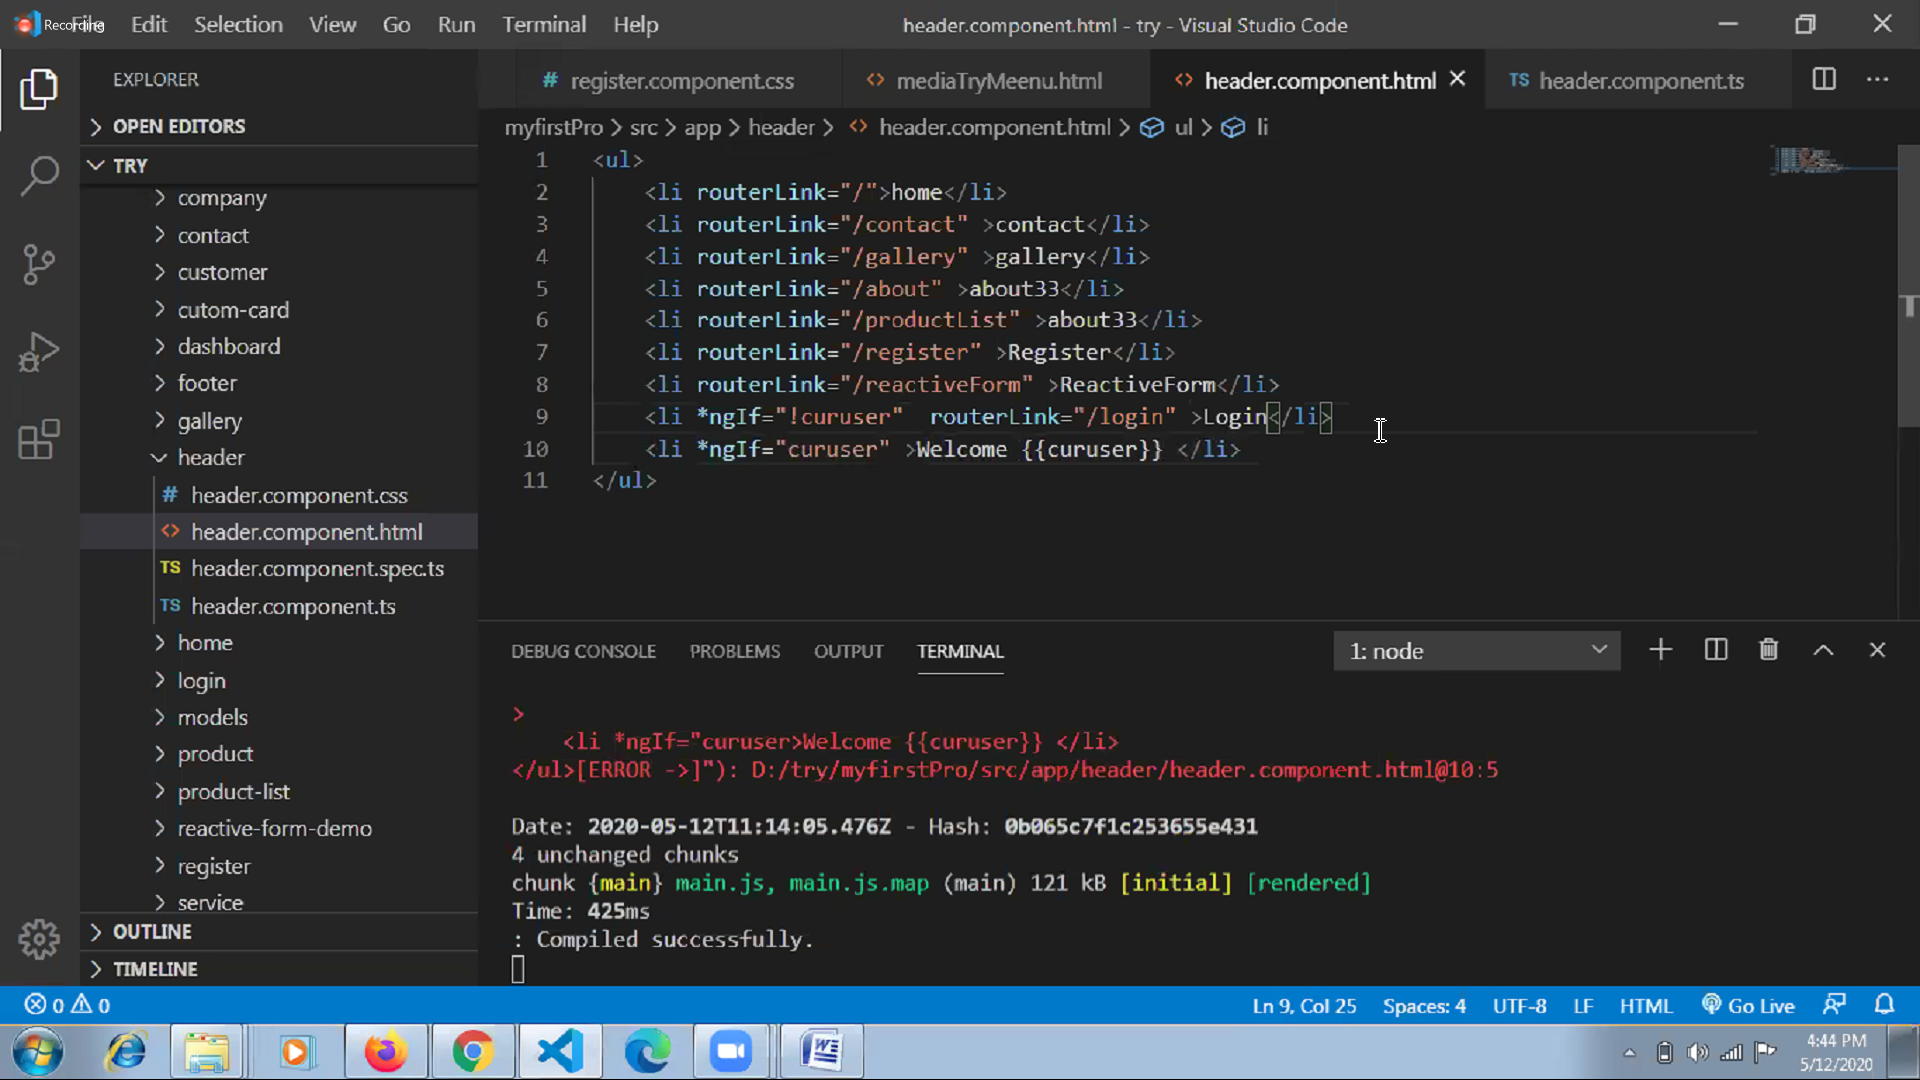 Recording
File Edit Selection View Go Run Terminal Help
header.component.html - try - Visual Studio Code
EXPLORER
OPEN EDITORS
TRY
company
contact
customer
cutom-card
dashboard
footer
gallery
header
# header.component.css
<> header.component.html
TS header.component.spec.ts
TS header.component.ts
home
login
models
product
product-list
reactive-form-demo
register
service
OUTLINE
TIMELINE
# register.component.css
<> mediaTryMeenu.html
<> header.component.html
TS header.component.ts
myfirstPro > src > app > header > <> header.component.html > ul > li
1 <ul>
2 <li routerLink="/">home</li>
3 <li routerLink="/contact" >contact</li>
4 <li routerLink="/gallery" >gallery</li>
5 <li routerLink="/about" >about33</li>
6 <li routerLink="/productList" >about33</li>
7 <li routerLink="/register" >Register</li>
8 <li routerLink="/reactiveForm" >ReactiveForm</li>
9 <li *ngIf="!curuser"  routerLink="/login" >Login</li>
10 <li *ngIf="curuser" >Welcome {{curuser}} </li>
11 </ul>
DEBUG CONSOLE PROBLEMS OUTPUT TERMINAL
1: node
>
<li *ngIf="curuser>Welcome {{curuser}} </li>
</ul>[ERROR ->]"): D:/try/myfirstPro/src/app/header/header.component.html@10:5
Date: 2020-05-12T11:14:05.476Z - Hash: 0b065c7f1c253655e431
4 unchanged chunks
chunk {main} main.js, main.js.map (main) 121 kB [initial] [rendered]
Time: 425ms
: Compiled successfully.
0 0
Ln 9, Col 25 Spaces: 4 UTF-8 LF HTML Go Live
4:44 PM
5/12/2020